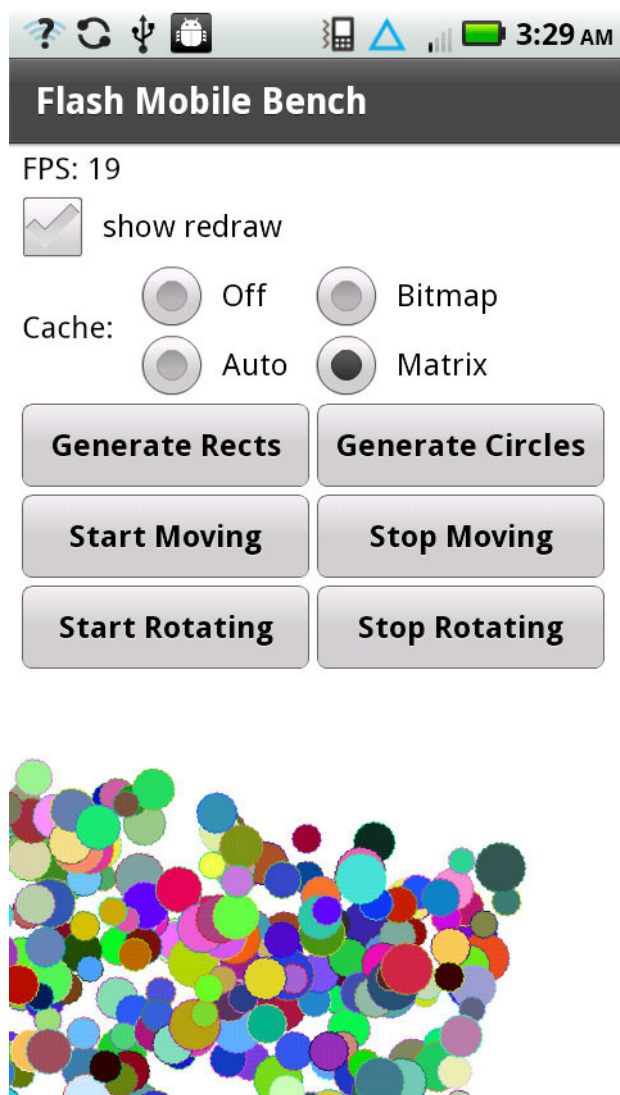 3:29 AM
Flash Mobile Bench
FPS: 19
show redraw
Cache:
Off
Bitmap
Auto
Matrix
Generate Rects
Generate Circles
Start Moving
Stop Moving
Start Rotating
Stop Rotating